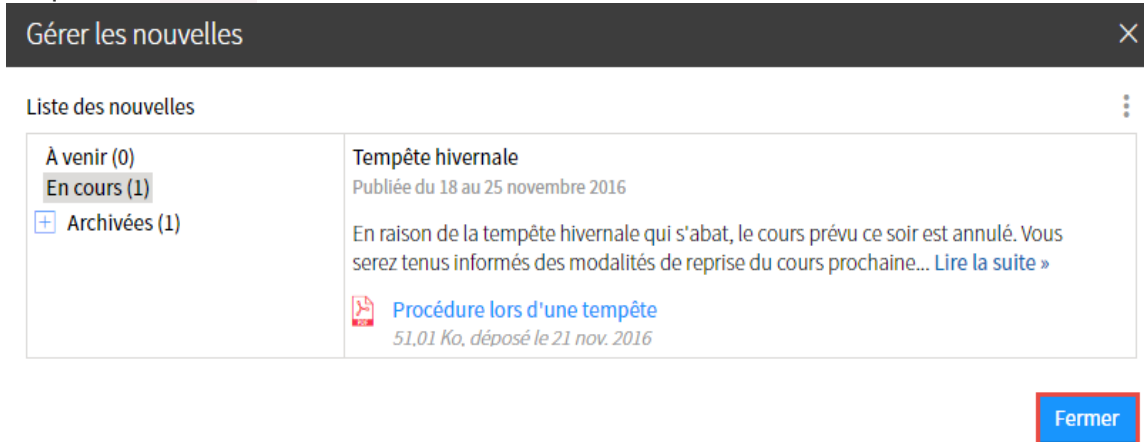 Gérer les nouvelles
Liste des nouvelles
À venir (0)
En cours (1)
Archivées (1)
Tempête hivernale
Publiée du 18 au 25 novembre 2016
En raison de la tempête hivernale qui s'abat, le cours prévu ce soir est annulé. Vous
serez tenus informés des modalités de reprise du cours prochaine... Lire la suite »
PDF
Procédure lors d'une tempête
51,01 Ko, déposé le 21 nov. 2016
Fermer